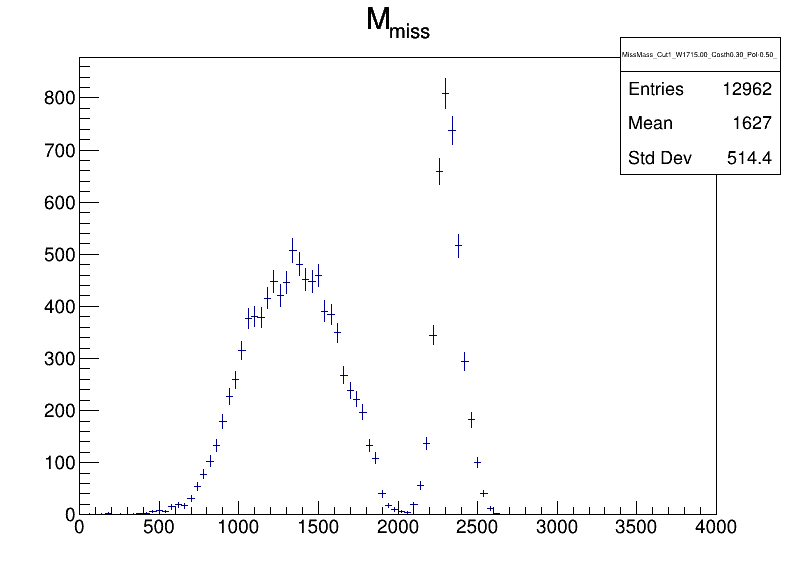 M_miss
MissMass_Cut1_W1715.00_Costh0.30_Pol-0.50_
Entries 12962
Mean 1627
Std Dev 514.4
800
700
600
500
400
300
200
100
0
0 500 1000 1500 2000 2500 3000 3500 4000